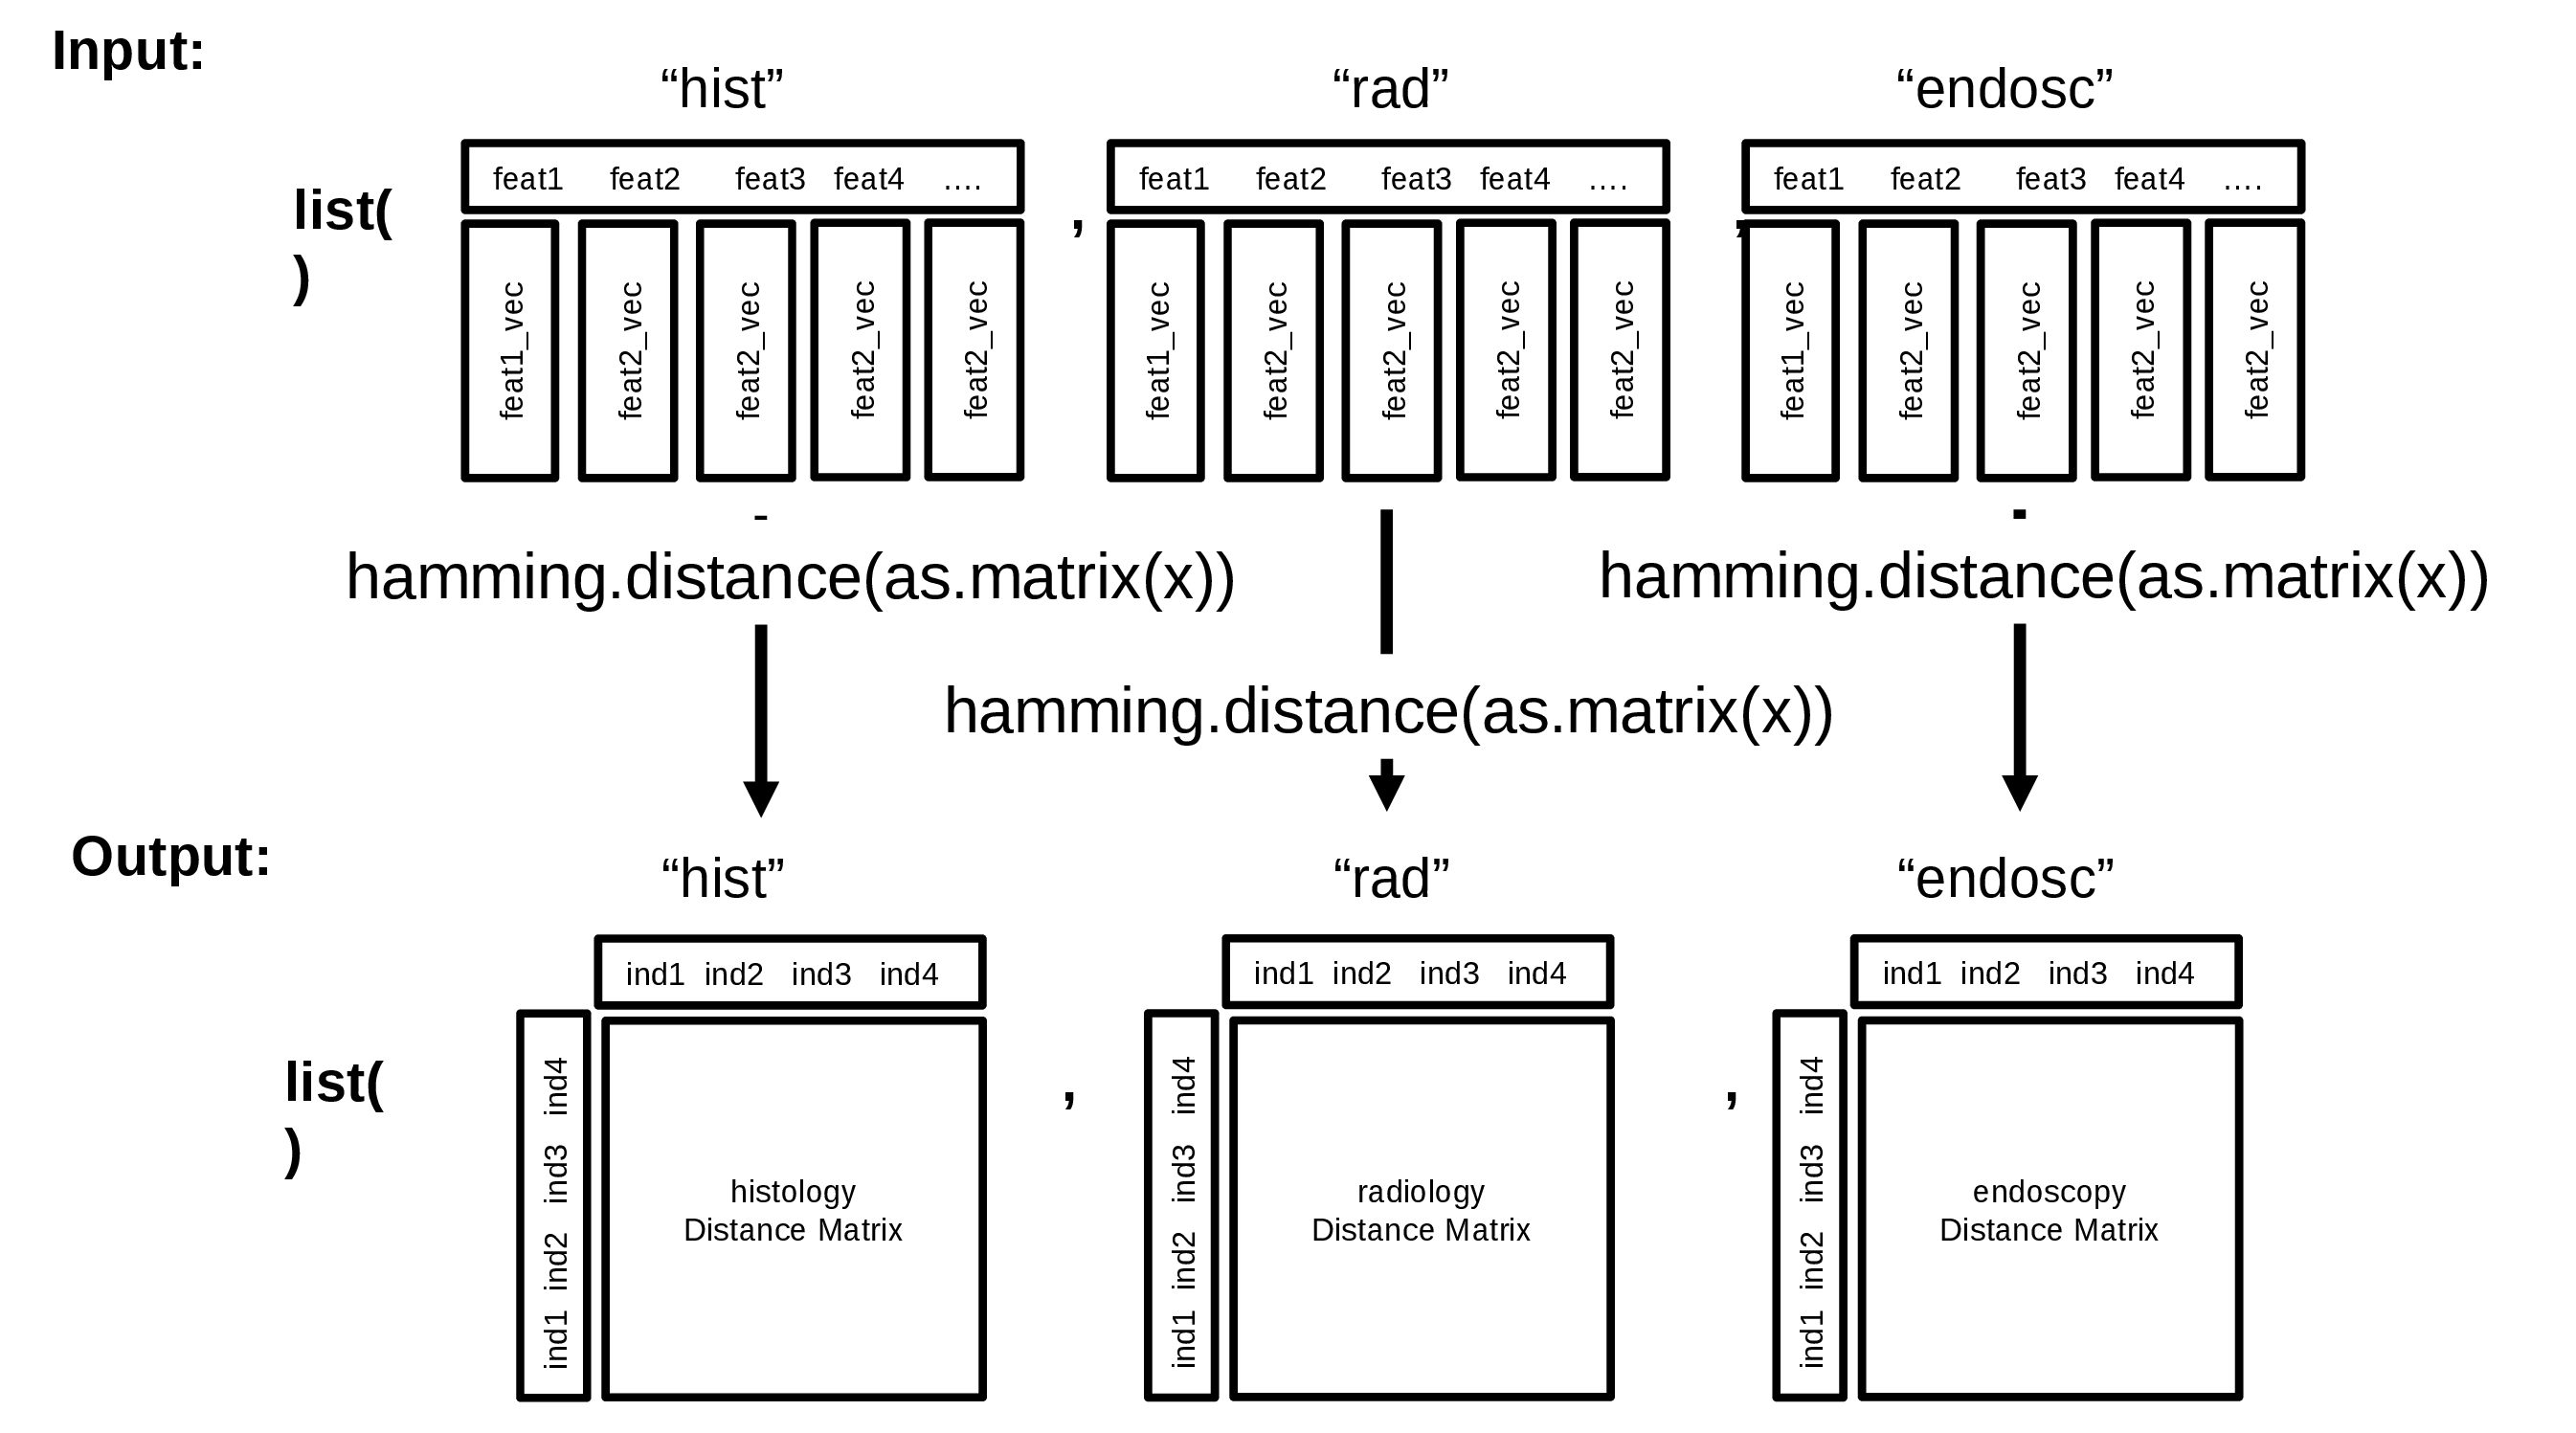 Input:
“hist”
“rad”
“endosc”
list(
)
feat1 feat2 feat3 feat4 ....
feat1_vec
feat2_vec
feat2_vec
feat2_vec
feat2_vec
,
feat1 feat2 feat3 feat4 ....
feat1_vec
feat2_vec
feat2_vec
feat2_vec
feat2_vec
,
feat1 feat2 feat3 feat4 ....
feat1_vec
feat2_vec
feat2_vec
feat2_vec
feat2_vec
hamming.distance(as.matrix(x))
hamming.distance(as.matrix(x))
hamming.distance(as.matrix(x))
Output:
“hist”
“rad”
“endosc”
list(
)
ind1 ind2 ind3 ind4
ind1 ind2 ind3 ind4
histology
Distance Matrix
,
ind1 ind2 ind3 ind4
ind1 ind2 ind3 ind4
radiology
Distance Matrix
,
ind1 ind2 ind3 ind4
ind1 ind2 ind3 ind4
endoscopy
Distance Matrix